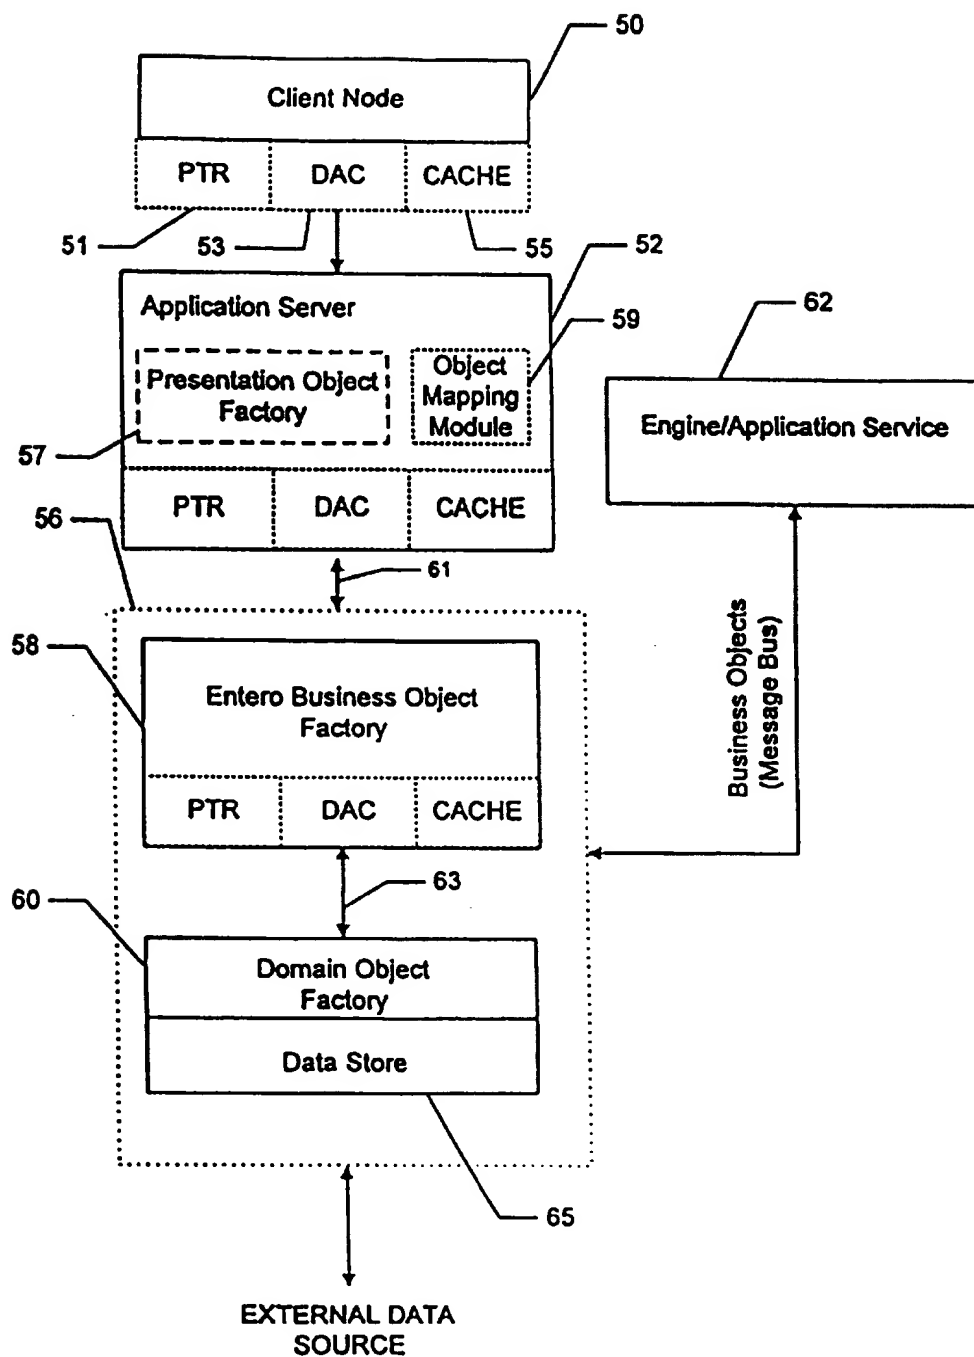 50
Client Node
PTR DAC CACHE
51 53 55 52
Application Server
59
62
Presentation Object
Factory
Object
Mapping
Module
Engine/Application Service
57
PTR DAC CACHE
56
61
58
Entero Business Object
Factory
Business Objects
(Message Bus)
PTR DAC CACHE
63
60
Domain Object
Factory
Data Store
65
EXTERNAL DATA
SOURCE